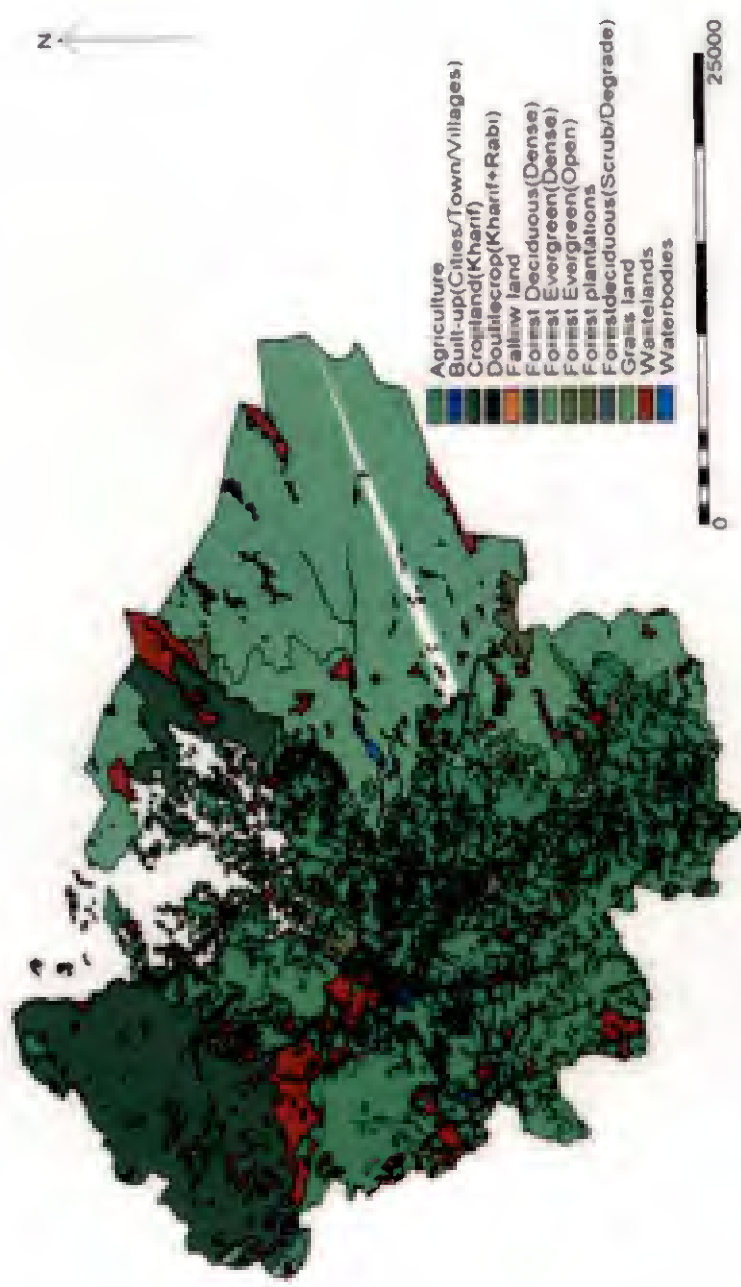 N
Agriculture
Built-up(Cities/Town/Villages)
Cropland(Kharif)
Doublecrop(Kharif+Rabi)
Fallow land
Forest Deciduous(Dense)
Forest Evergreen(Dense)
Forest Evergreen(Open)
Forest plantations
Forestdeciduous(Scrub/Degrade)
Grass land
Wastelands
Waterbodies
0 25000